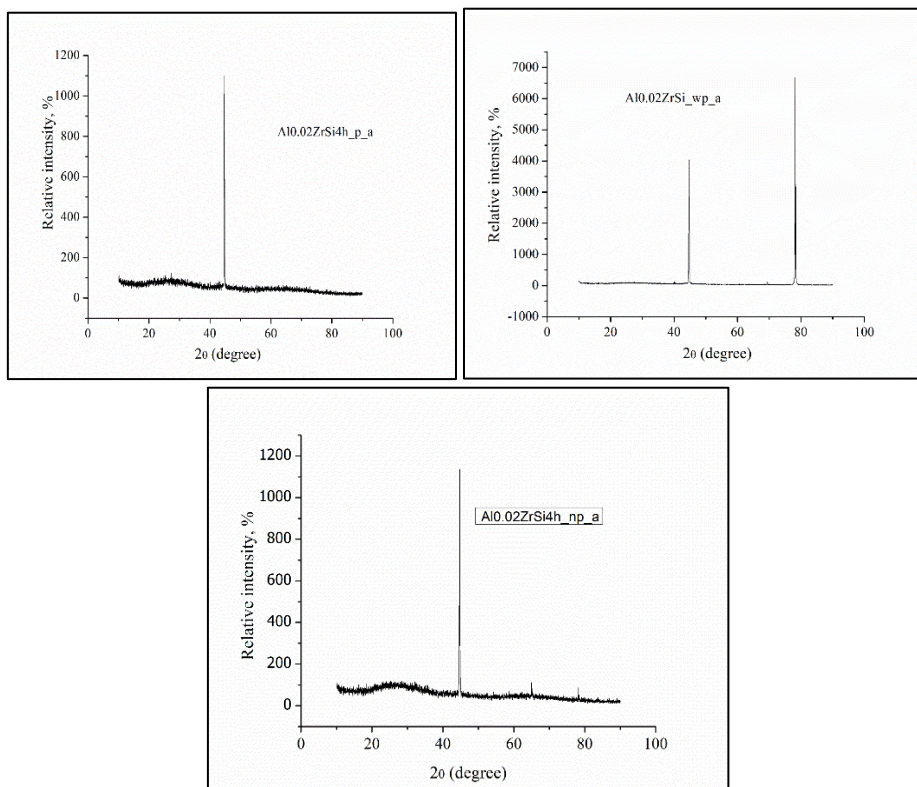 1200
1000
800
600
400
200
0
Relative intensity, %
Al0.02ZrSi4h_p_a
0 20 40 60 80 100
2θ (degree)
7000
6000
5000
4000
3000
2000
1000
0
-1000
Relative intensity, %
Al0.02ZrSi_wp_a
0 20 40 60 80 100
2θ (degree)
1200
1000
800
600
400
200
0
Relative intensity, %
Al0.02ZrSi4h_np_a
0 20 40 60 80 100
2θ (degree)